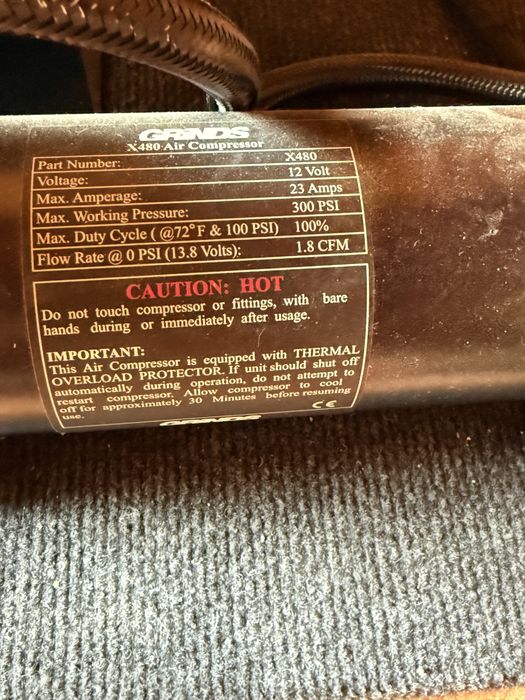 GRiNDS
X480 Air Compressor
Part Number: X480
Voltage: 12 Volt
Max. Amperage: 23 Amps
Max. Working Pressure: 300 PSI
Max. Duty Cycle ( @72°F & 100 PSI) 100%
Flow Rate @ 0 PSI (13.8 Volts): 1.8 CFM
CAUTION: HOT
Do not touch compressor or fittings, with bare
hands during or immediately after usage.
IMPORTANT:
This Air Compressor is equipped with THERMAL
OVERLOAD PROTECTOR. If unit should shut off
automatically during operation, do not attempt to
restart compressor. Allow compressor to cool
off for approximately 30 Minutes before resuming
use.
CE